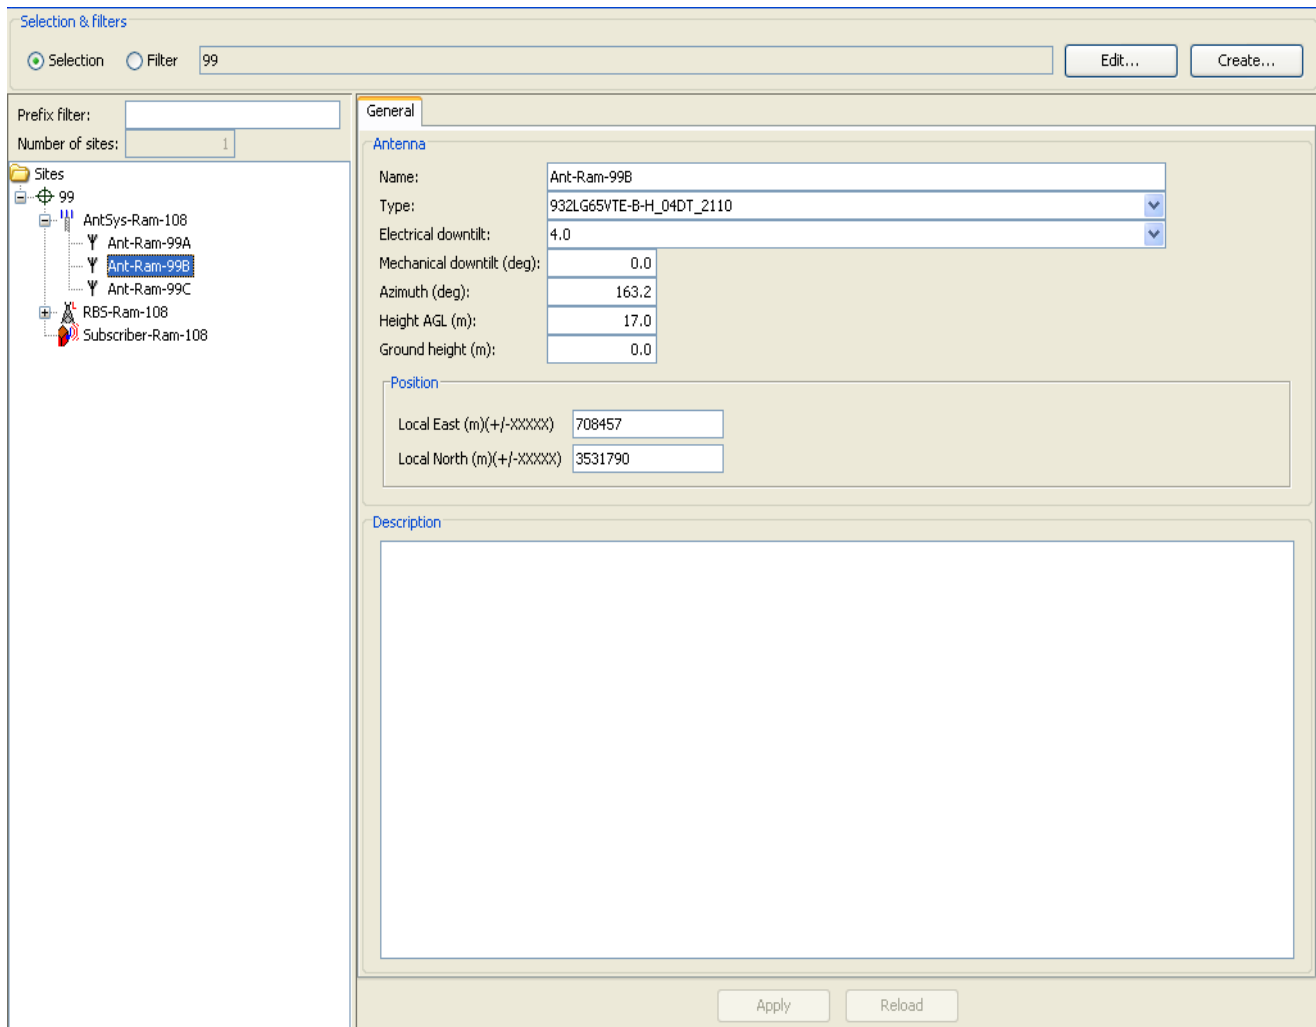 Selection & filters
Selection Filter 99 Edit... Create...
Prefix filter:
Number of sites: 1
Sites
99
AntSys-Ram-108
Ant-Ram-99A
Ant-Ram-99B
Ant-Ram-99C
RBS-Ram-108
Subscriber-Ram-108
General
Antenna
Name: Ant-Ram-99B
Type: 932LG65VTE-B-H_04DT_2110
Electrical downtilt: 4.0
Mechanical downtilt (deg): 0.0
Azimuth (deg): 163.2
Height AGL (m): 17.0
Ground height (m): 0.0
Position
Local East (m)(+/-XXXXX) 708457
Local North (m)(+/-XXXXX) 3531790
Description
Apply Reload